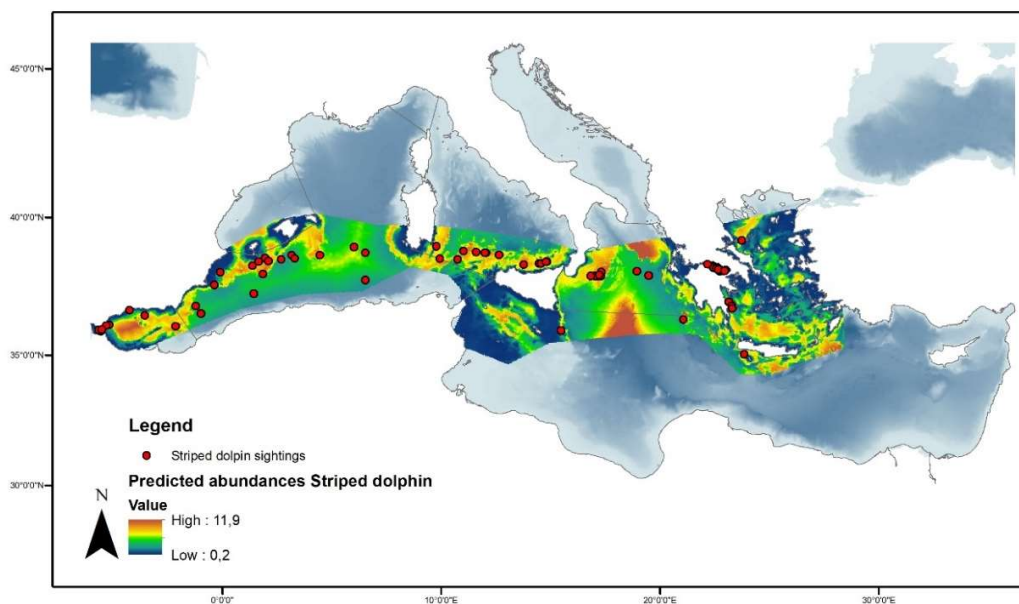 45°0'0"N
40°0'0"N
35°0'0"N
30°0'0"N
Legend
Striped dolpin sightings
Predicted abundances Striped dolphin
Value
High : 11,9
Low : 0,2
N
0°0'0"
10°0'0"E
20°0'0"E
30°0'0"E